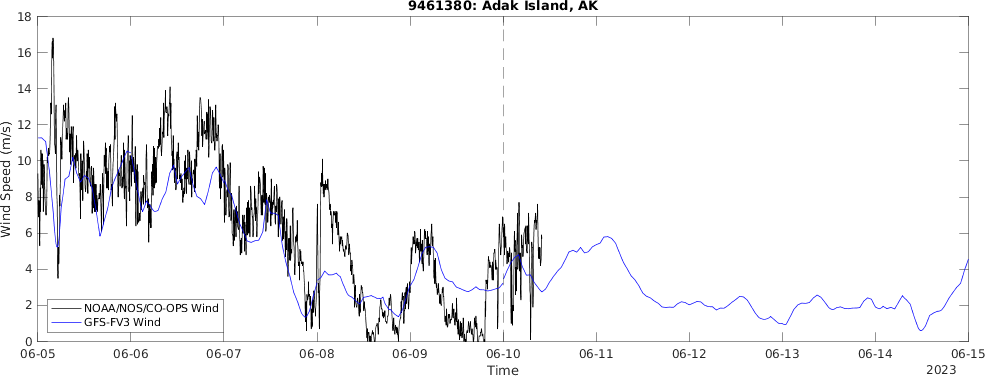 9461380: Adak Island, AK
18
16
14
12
10
8
6
4
2
0
Wind Speed (m/s)
NOAA/NOS/CO-OPS Wind
GFS-FV3 Wind
06-05 06-06 06-07 06-08 06-09 06-10 06-11 06-12 06-13 06-14 06-15
Time
2023